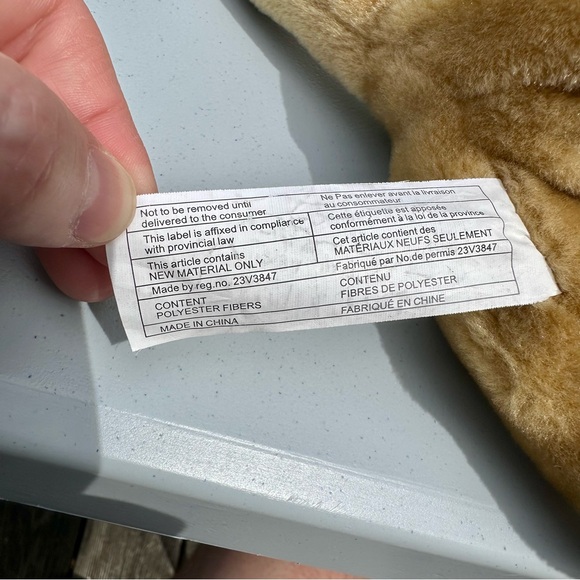 Not to be removed until
delivered to the consumer
This label is affixed in compliance
with provincial law
This article contains
NEW MATERIAL ONLY
Made by reg.no. 23V3847
CONTENT
POLYESTER FIBERS
MADE IN CHINA
Ne Pas enlever avant la livraison
au consommateur
Cette étiquette est apposée
conformément à la loi de la province
Cet article contient des
MATÉRIAUX NEUFS SEULEMENT
Fabriqué par No.de permis 23V3847
CONTENU
FIBRES DE POLYESTER
FABRIQUÉ EN CHINE